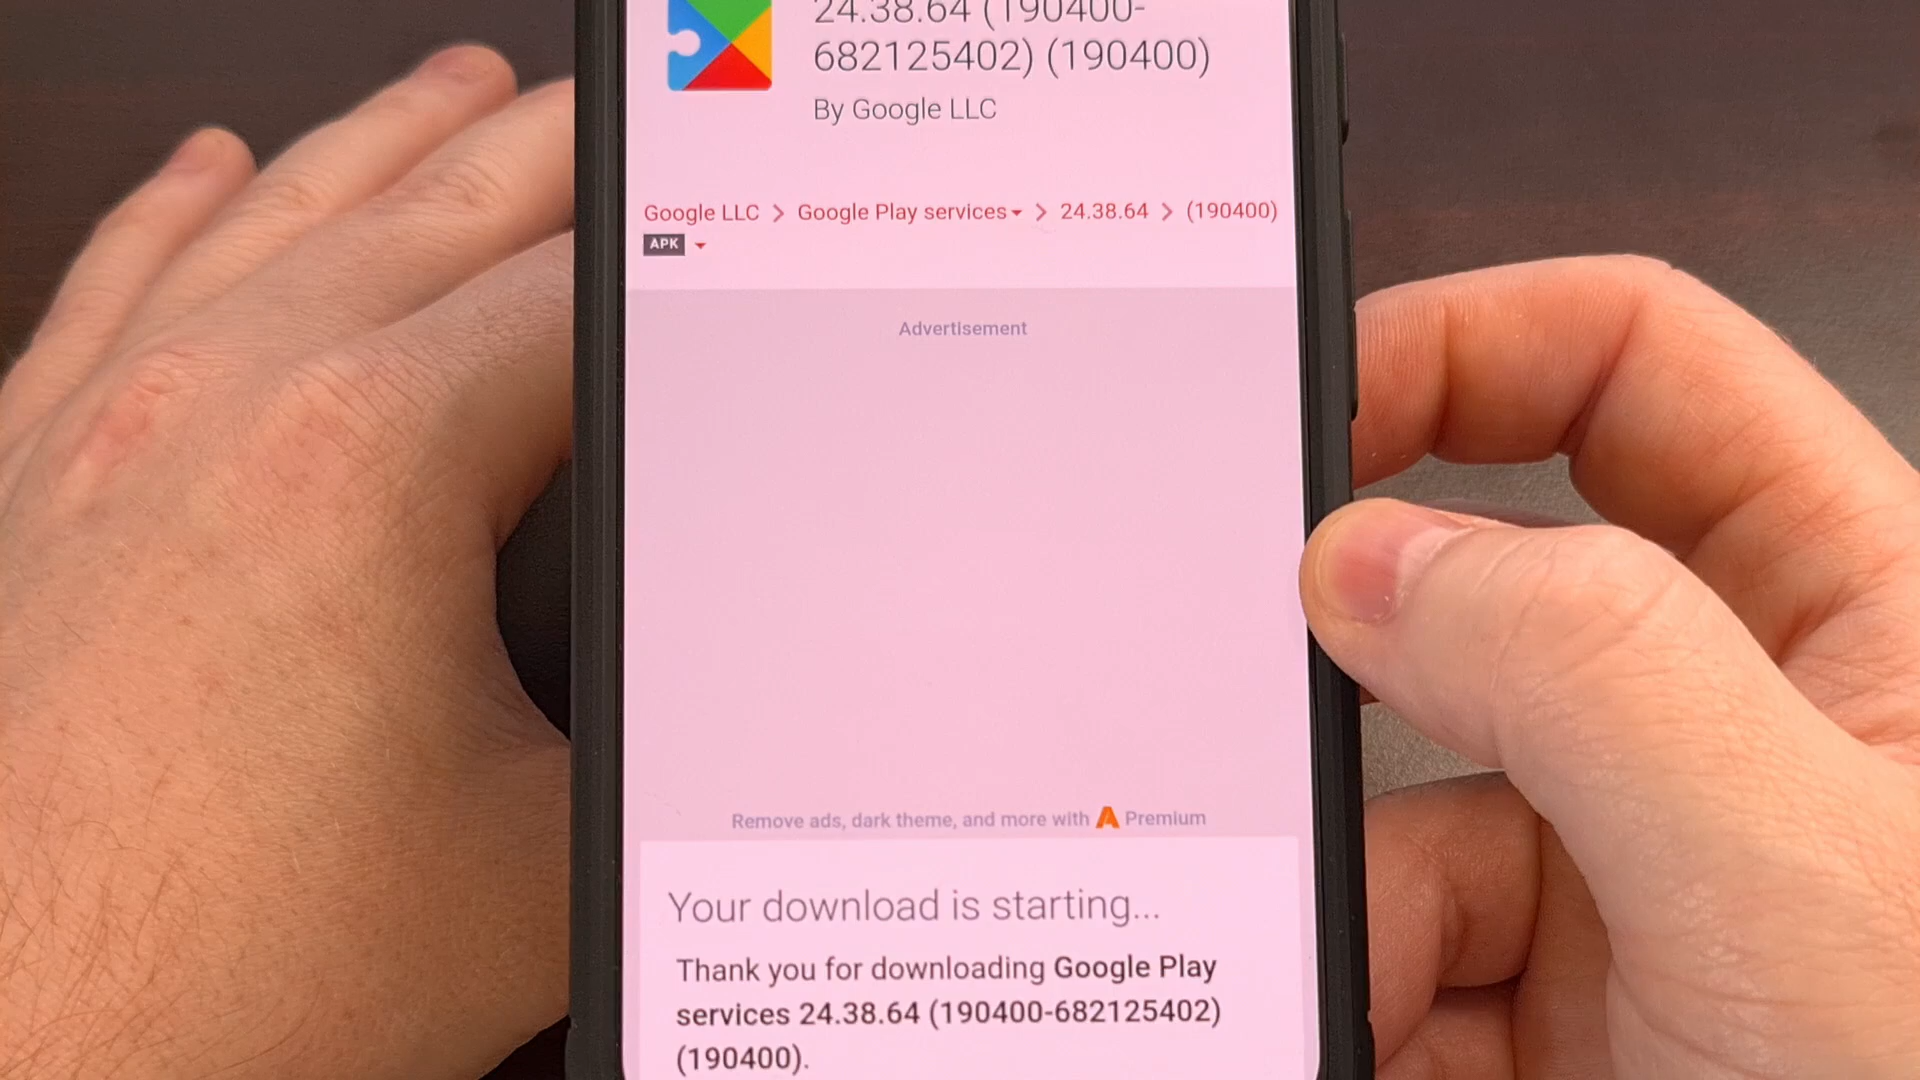 24.38.64 (190400-
682125402) (190400)
By Google LLC
Google LLC > Google Play services > 24.38.64 > (190400)
APK
Advertisement
Remove ads, dark theme, and more with A Premium
Your download is starting...
Thank you for downloading Google Play
services 24.38.64 (190400-682125402)
(190400).